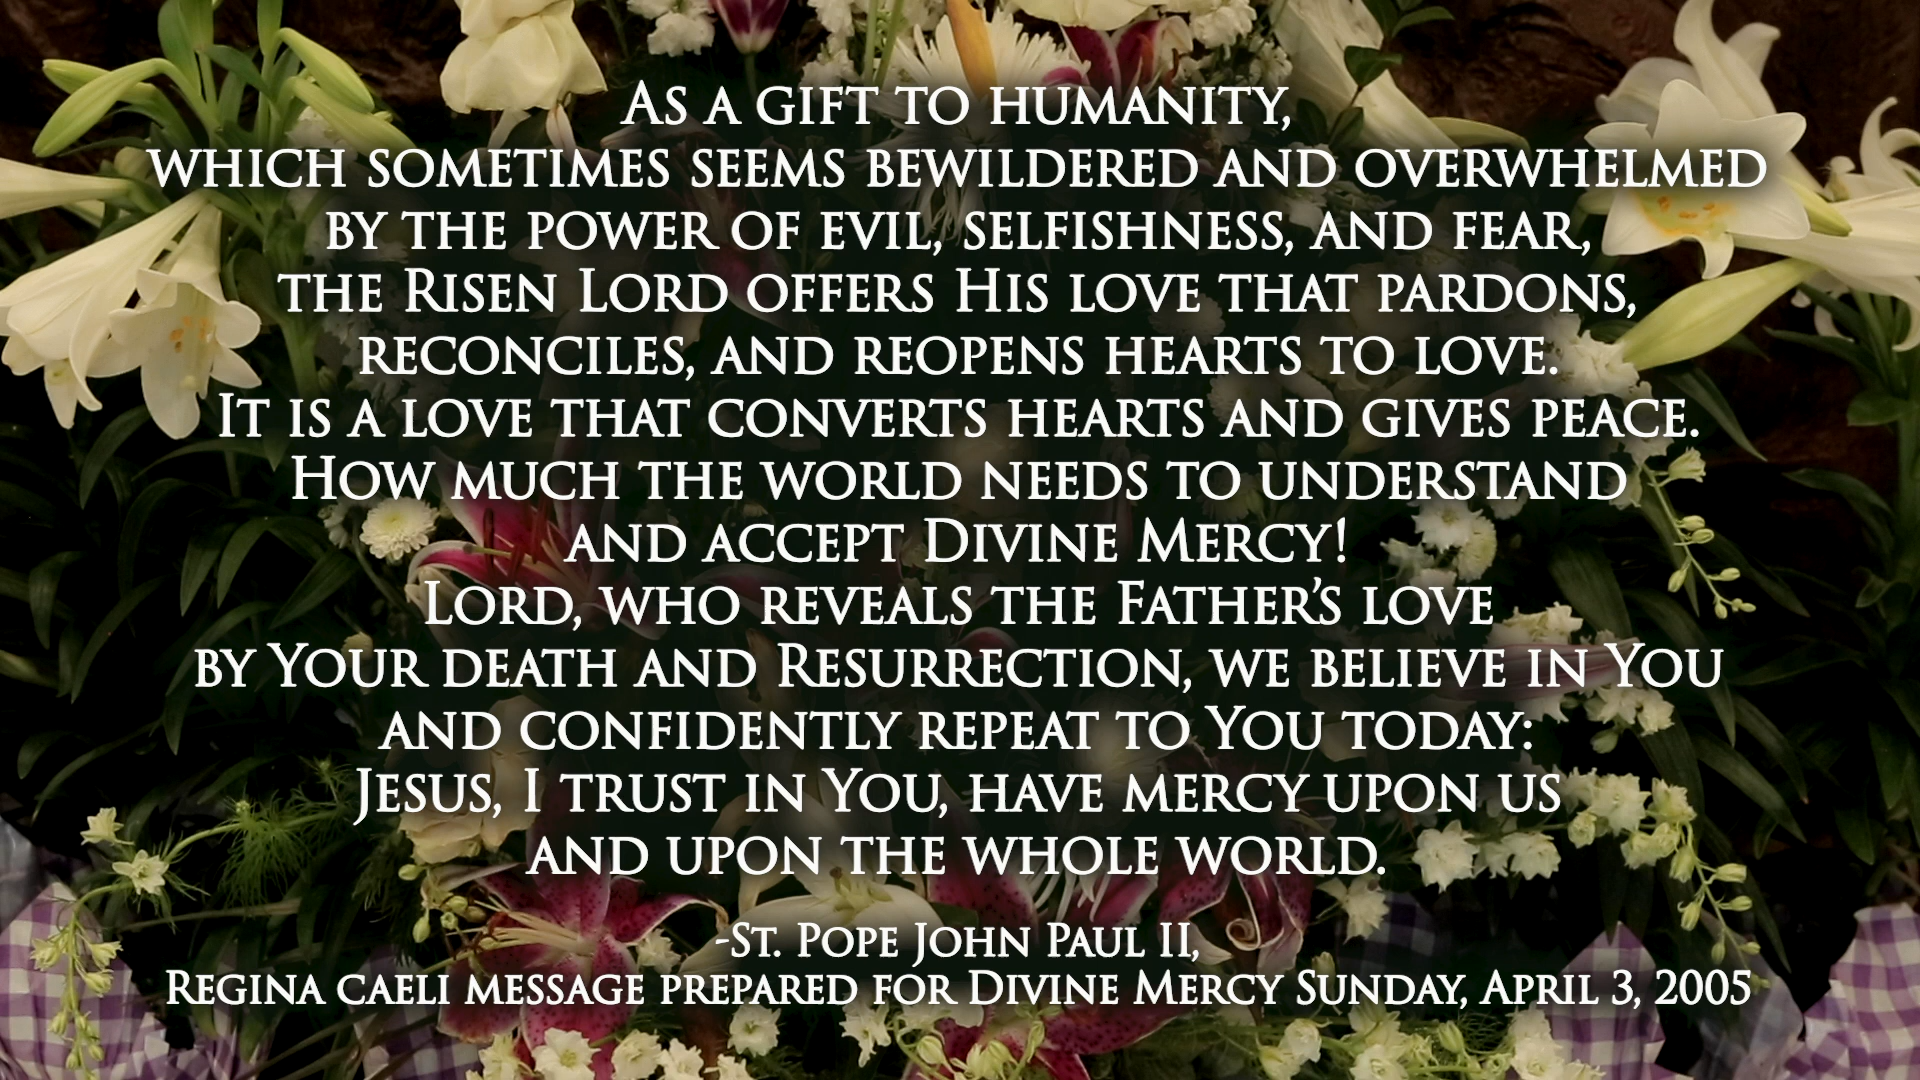 As a gift to humanity,
which sometimes seems bewildered and overwhelmed
by the power of evil, selfishness, and fear,
the Risen Lord offers His love that pardons,
reconciles, and reopens hearts to love.
It is a love that converts hearts and gives peace.
How much the world needs to understand
and accept Divine Mercy!
Lord, who reveals the Father’s love
by Your death and Resurrection, we believe in You
and confidently repeat to You today:
Jesus, I trust in You, have mercy upon us
and upon the whole world.
-St. Pope John Paul II,
Regina caeli message prepared for Divine Mercy Sunday, April 3, 2005